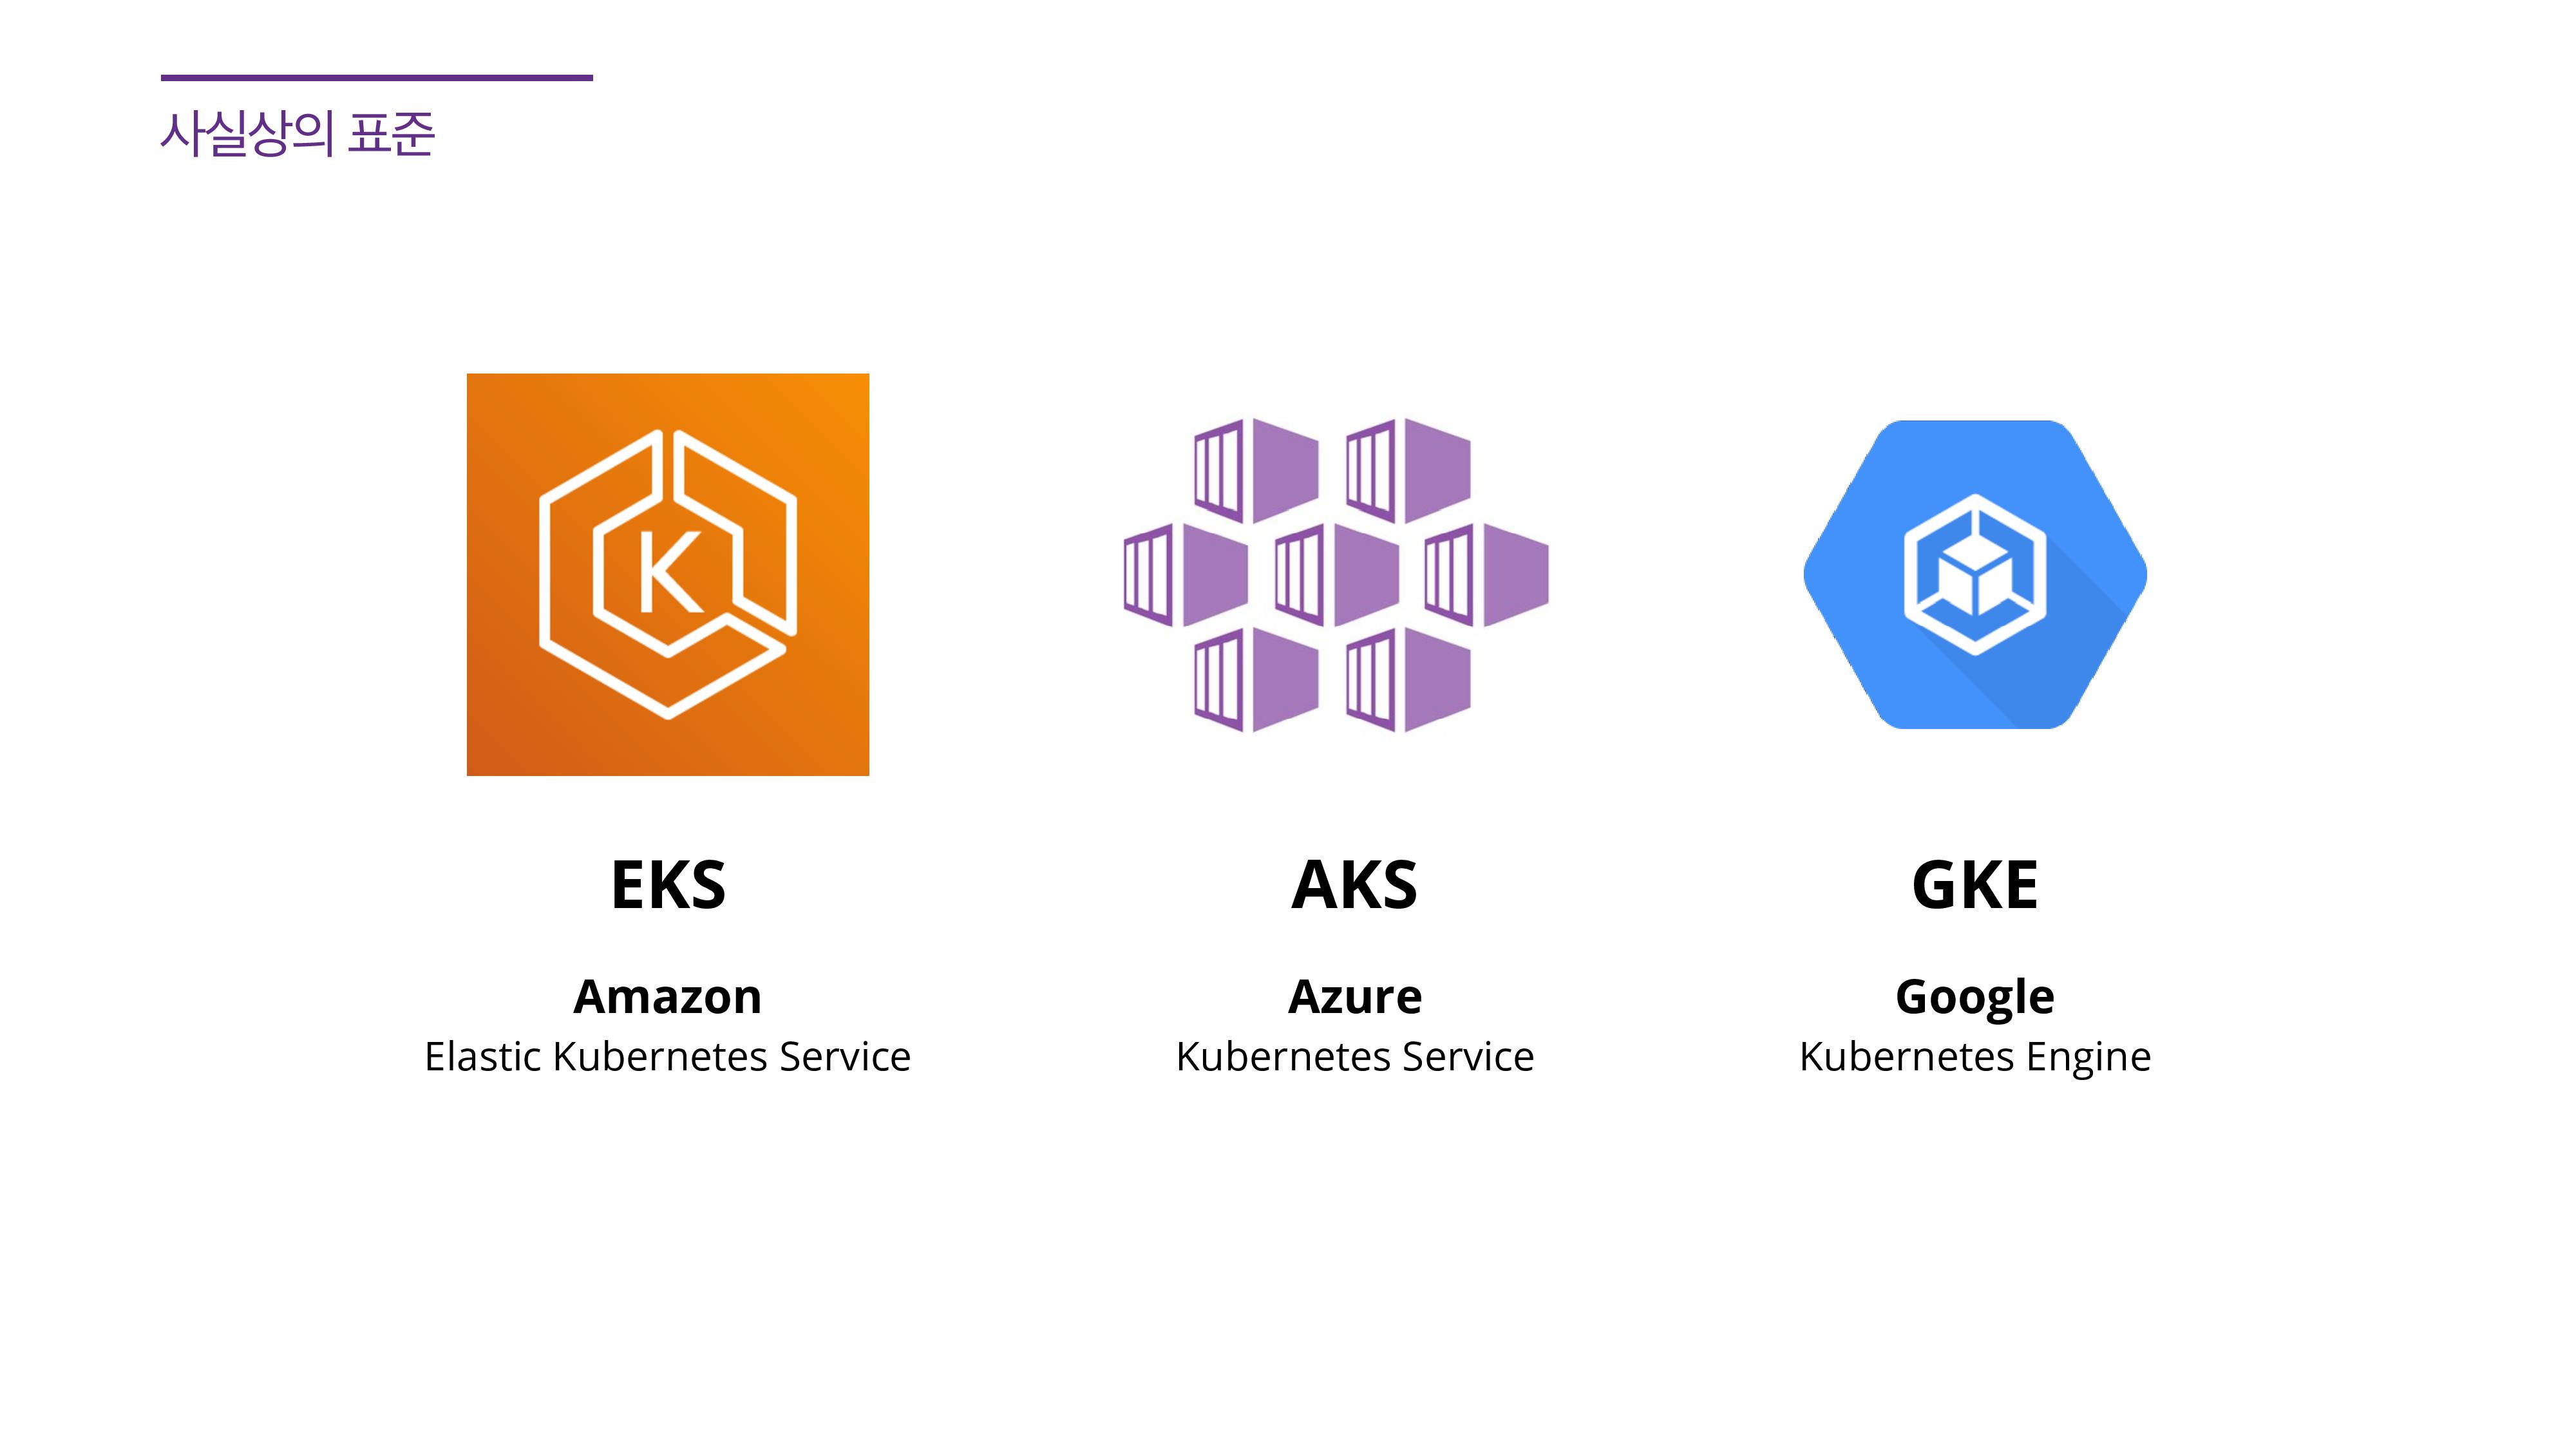 사실상의 표준
K
EKS
Amazon
Elastic Kubernetes Service
AKS
Azure
Kubernetes Service
GKE
Google
Kubernetes Engine